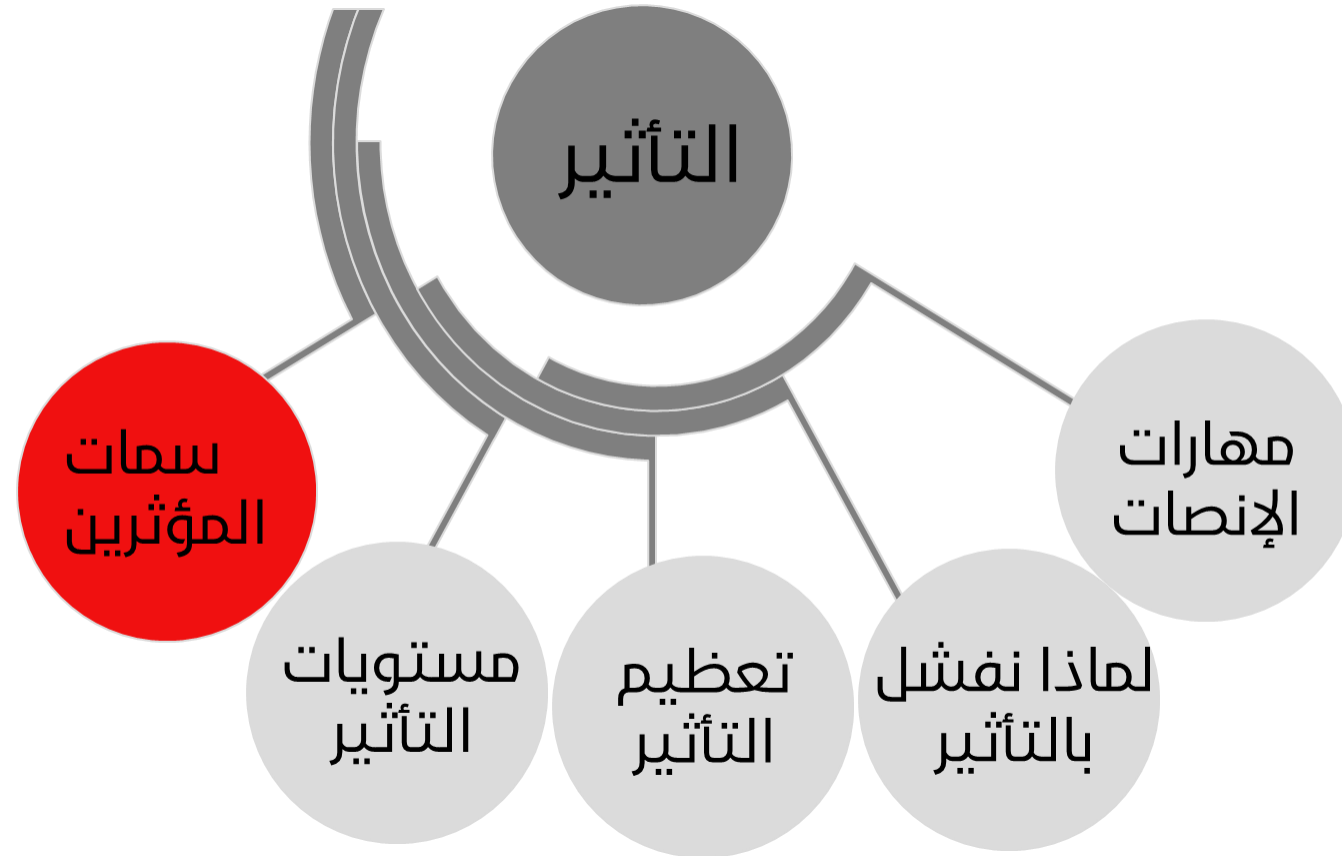 التأثير
مهارات
الإنصات
لماذا نفشل
بالتأثير
تعظيم
التأثير
مستويات
التأثير
سمات
المؤثرين